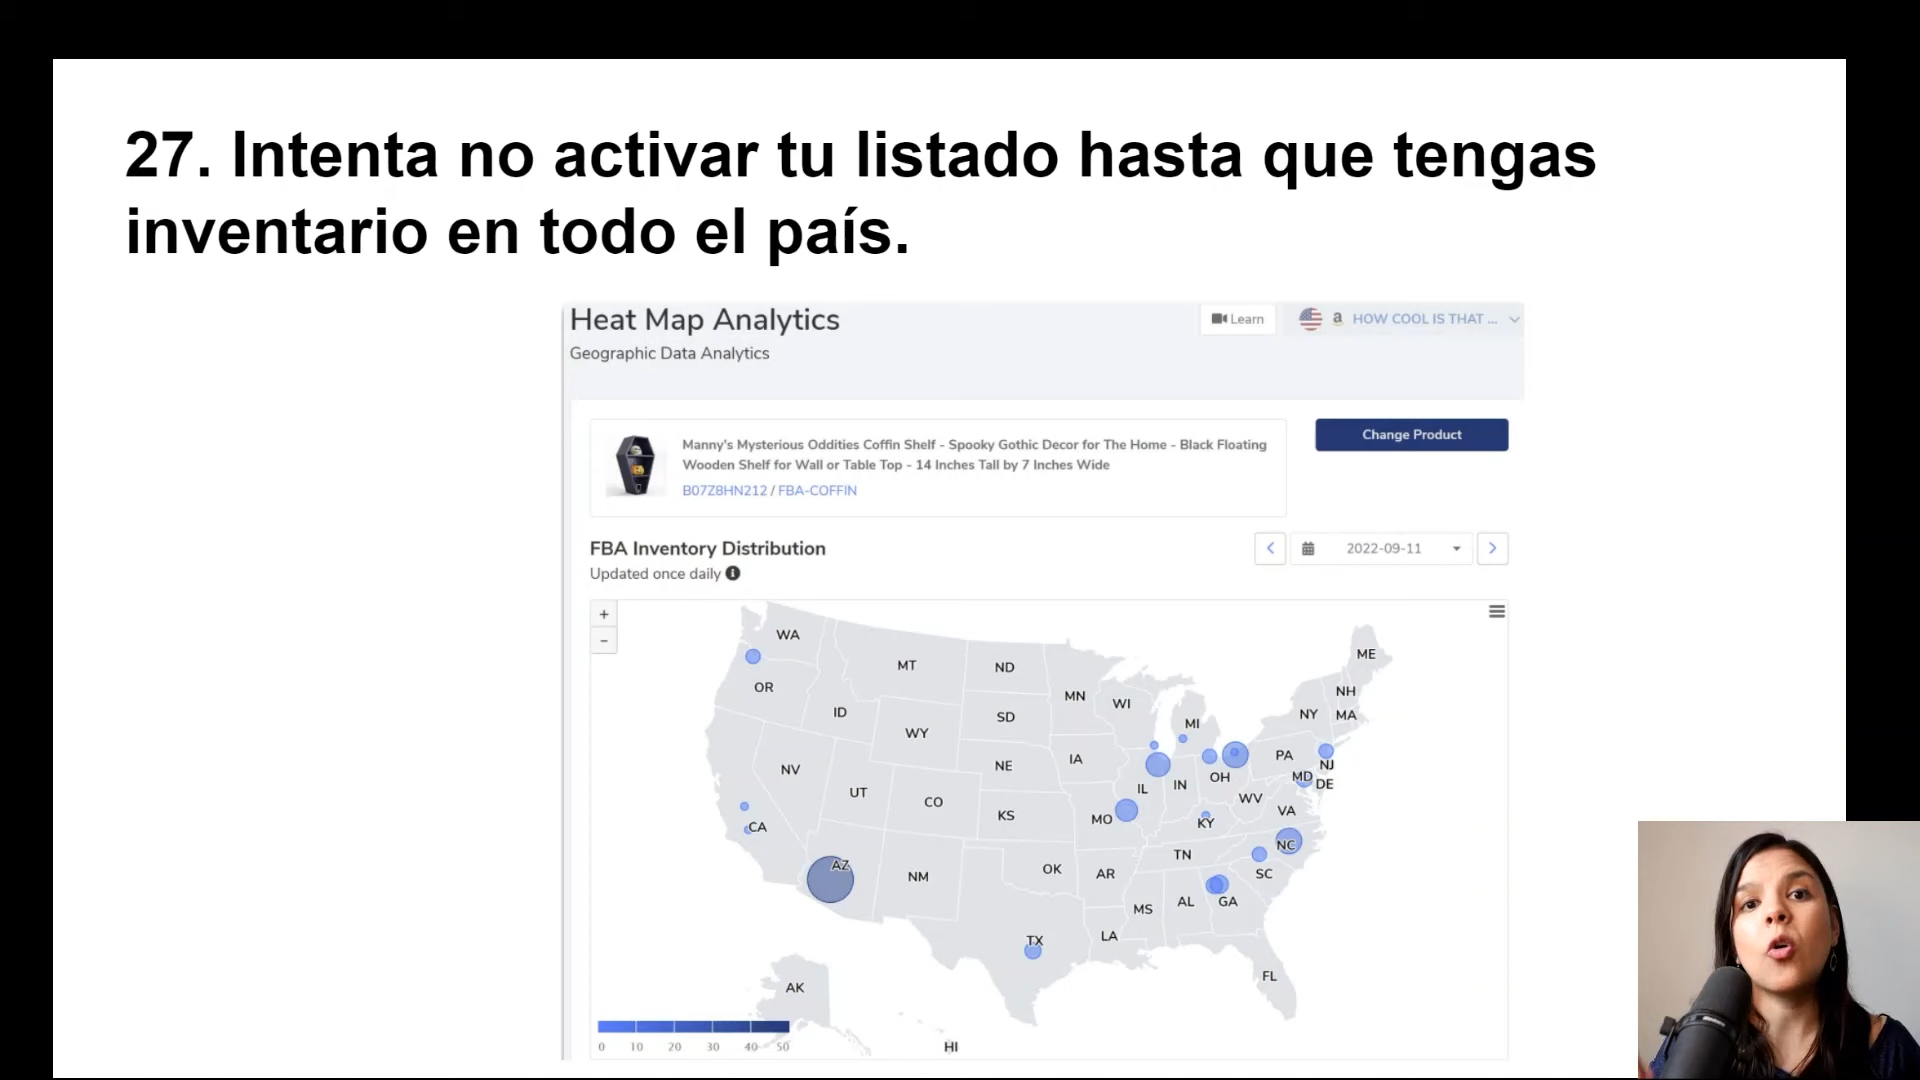 27. Intenta no activar tu listado hasta que tengas
inventario en todo el país.
Heat Map Analytics
Geographic Data Analytics
Learn
a HOW COOL IS THAT ...
Manny's Mysterious Oddities Coffin Shelf - Spooky Gothic Decor for The Home - Black Floating
Wooden Shelf for Wall or Table Top - 14 Inches Tall by 7 Inches Wide
B07Z8HN212 / FBA-COFFIN
Change Product
FBA Inventory Distribution
Updated once daily
2022-09-11
+
-
WA
MT
ND
MN
WI
MI
ME
NH
NY
MA
OR
ID
WY
SD
IA
NE
PA
NJ
OH
MD
DE
NV
UT
CO
KS
MO
IL
IN
WV
VA
KY
CA
AZ
NM
OK
AR
TN
NC
SC
MS
AL
GA
TX
LA
FL
AK
HI
0 10 20 30 40 50